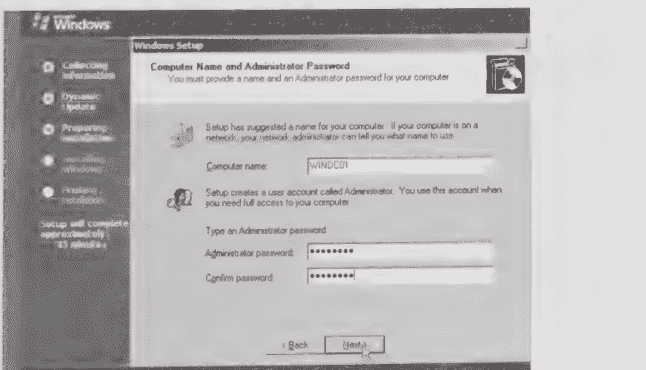 Windows
Windows Setup
Collecting
information
Dynamic
Update
Preparing
installation
Installing
Windows
Finalizing
installation
Setup will complete
approximately:
Computer Name and Administrator Password
You must provide a name and an Administrator password for your computer
Setup has suggested a name for your computer. If your computer is on a
network, your network administrator can tell you what name to use.
Computer name:
WINDC01
Setup creates a user account called Administrator. You use this account when
you need full access to your computer.
Type an Administrator password
Administrator password:
••••••••
Confirm password:
••••••••
< Back
Next >